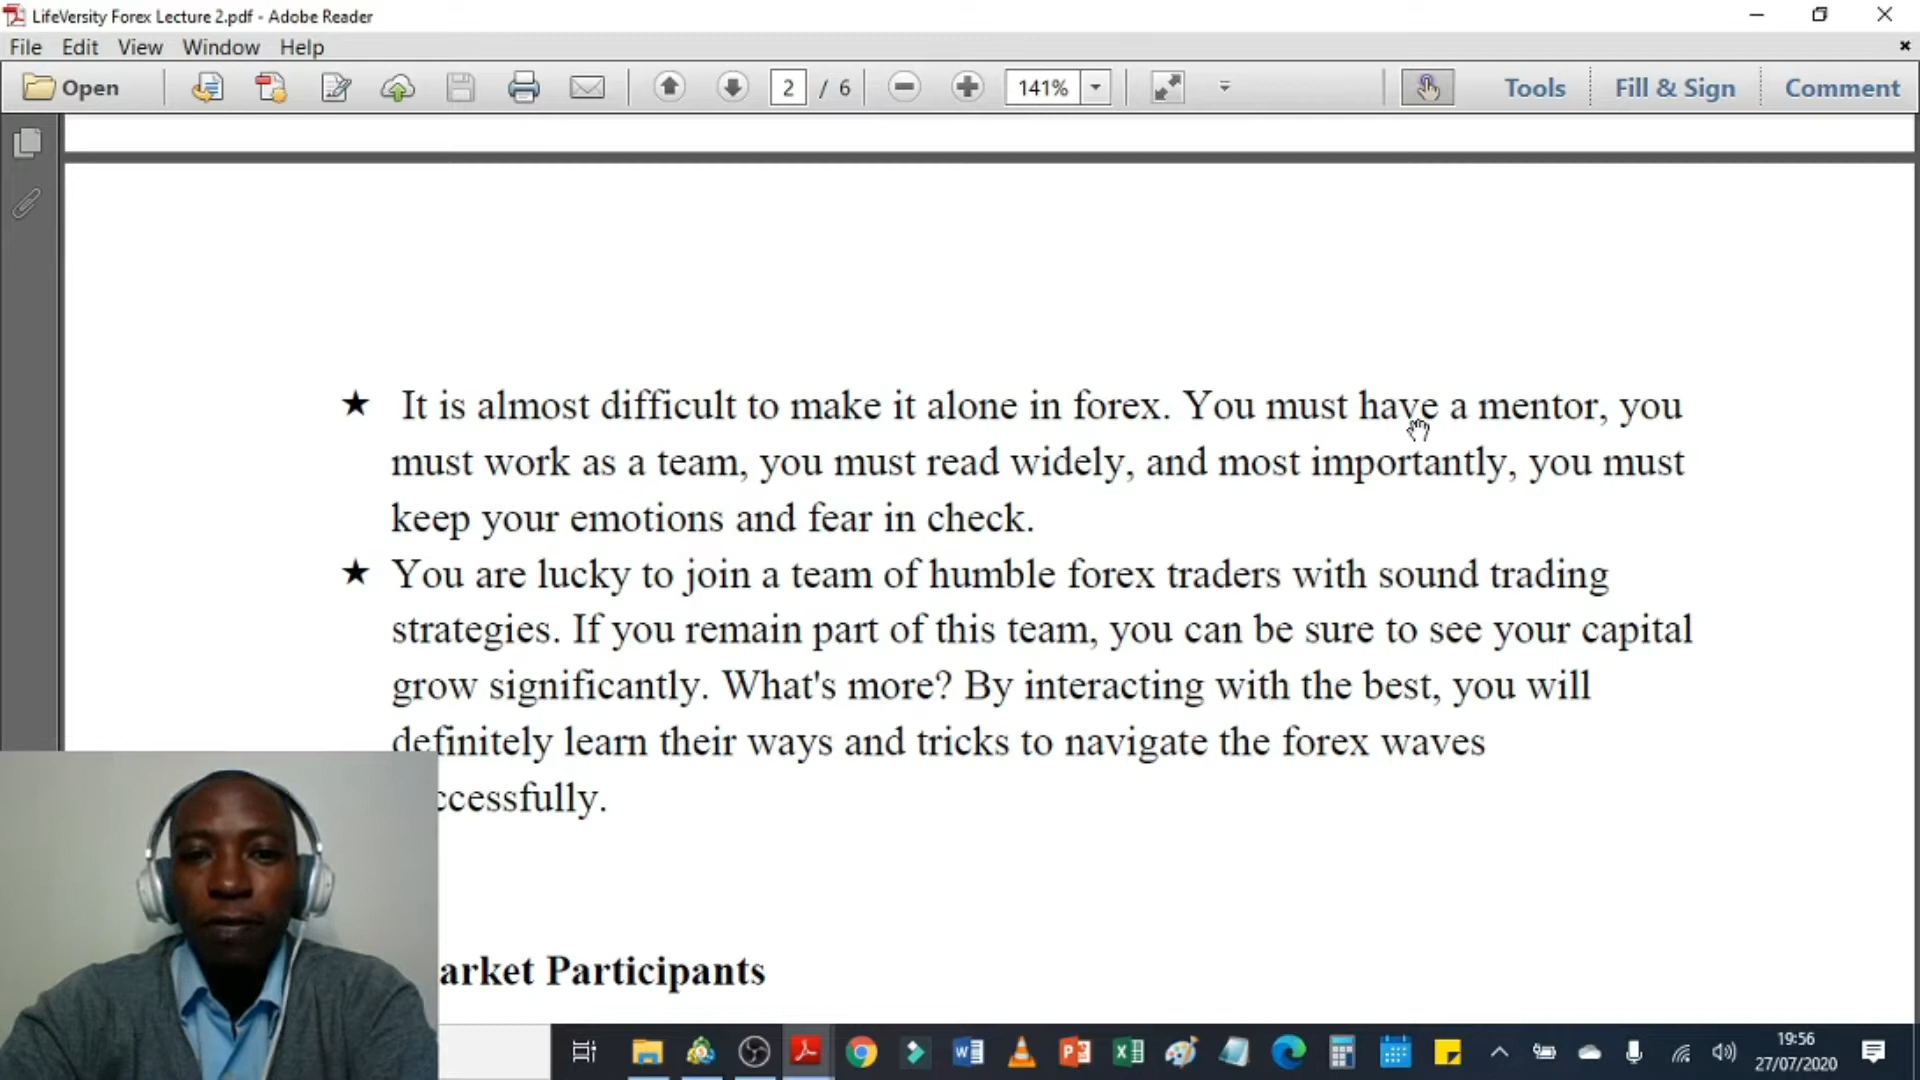 LifeVersity Forex Lecture 2.pdf - Adobe Reader
File Edit View Window Help
Open 2 / 6 141% Tools Fill & Sign Comment
★ It is almost difficult to make it alone in forex. You must have a mentor, you
must work as a team, you must read widely, and most importantly, you must
keep your emotions and fear in check.
★ You are lucky to join a team of humble forex traders with sound trading
strategies. If you remain part of this team, you can be sure to see your capital
grow significantly. What's more? By interacting with the best, you will
definitely learn their ways and tricks to navigate the forex waves
ccessfully.
arket Participants
19:56
27/07/2020